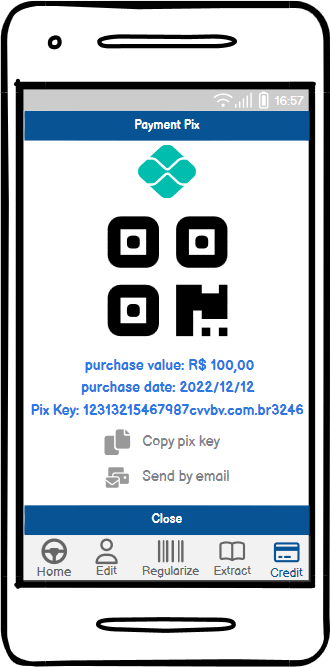 16:57
Payment Pix
purchase value: R$ 100,00
purchase date: 2022/12/12
Pix Key: 12313215467987cvvbv.com.br3246
Copy pix key
Send by email
Close
Home Edit Regularize Extract Credit